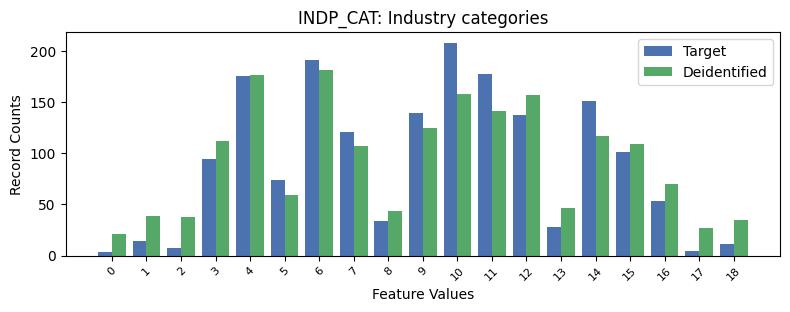 INDP_CAT: Industry categories
Target
Deidentified
Record Counts
200
150
100
50
0
0 1 2 3 4 5 6 7 8 9 10 11 12 13 14 15 16 17 18
Feature Values